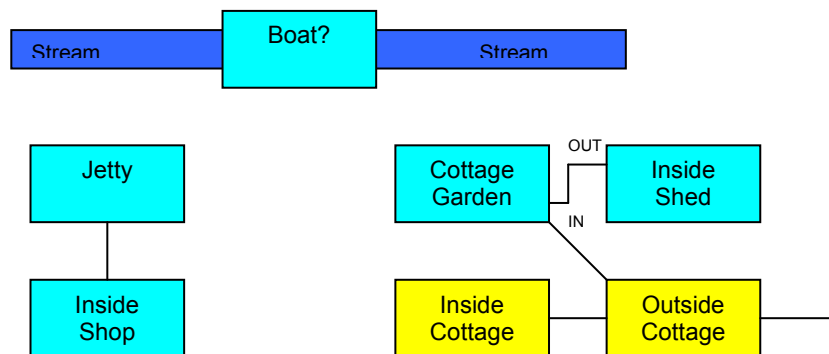 Boat?
Stream
Stream
Jetty
Cottage
Garden
OUT
IN
Inside
Shed
Inside
Shop
Inside
Cottage
Outside
Cottage